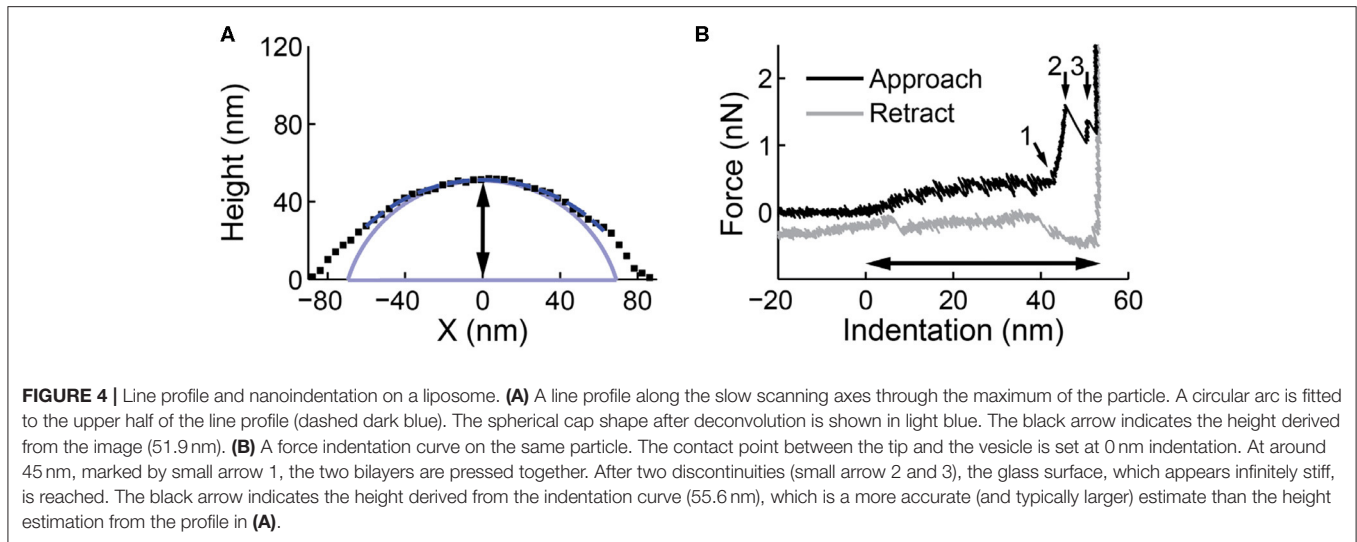 A
120
80
40
0
Height (nm)
−80
−40
0
40
80
X (nm)
B
2
1
0
Force (nN)
Approach
Retract
1
2
3
−20
0
20
40
60
Indentation (nm)
FIGURE 4 | Line profile and nanoindentation on a liposome. (A) A line profile along the slow scanning axes through the maximum of the particle. A circular arc is fitted
to the upper half of the line profile (dashed dark blue). The spherical cap shape after deconvolution is shown in light blue. The black arrow indicates the height derived
from the image (51.9 nm). (B) A force indentation curve on the same particle. The contact point between the tip and the vesicle is set at 0 nm indentation. At around
45 nm, marked by small arrow 1, the two bilayers are pressed together. After two discontinuities (small arrow 2 and 3), the glass surface, which appears infinitely stiff,
is reached. The black arrow indicates the height derived from the indentation curve (55.6 nm), which is a more accurate (and typically larger) estimate than the height
estimation from the profile in (A).